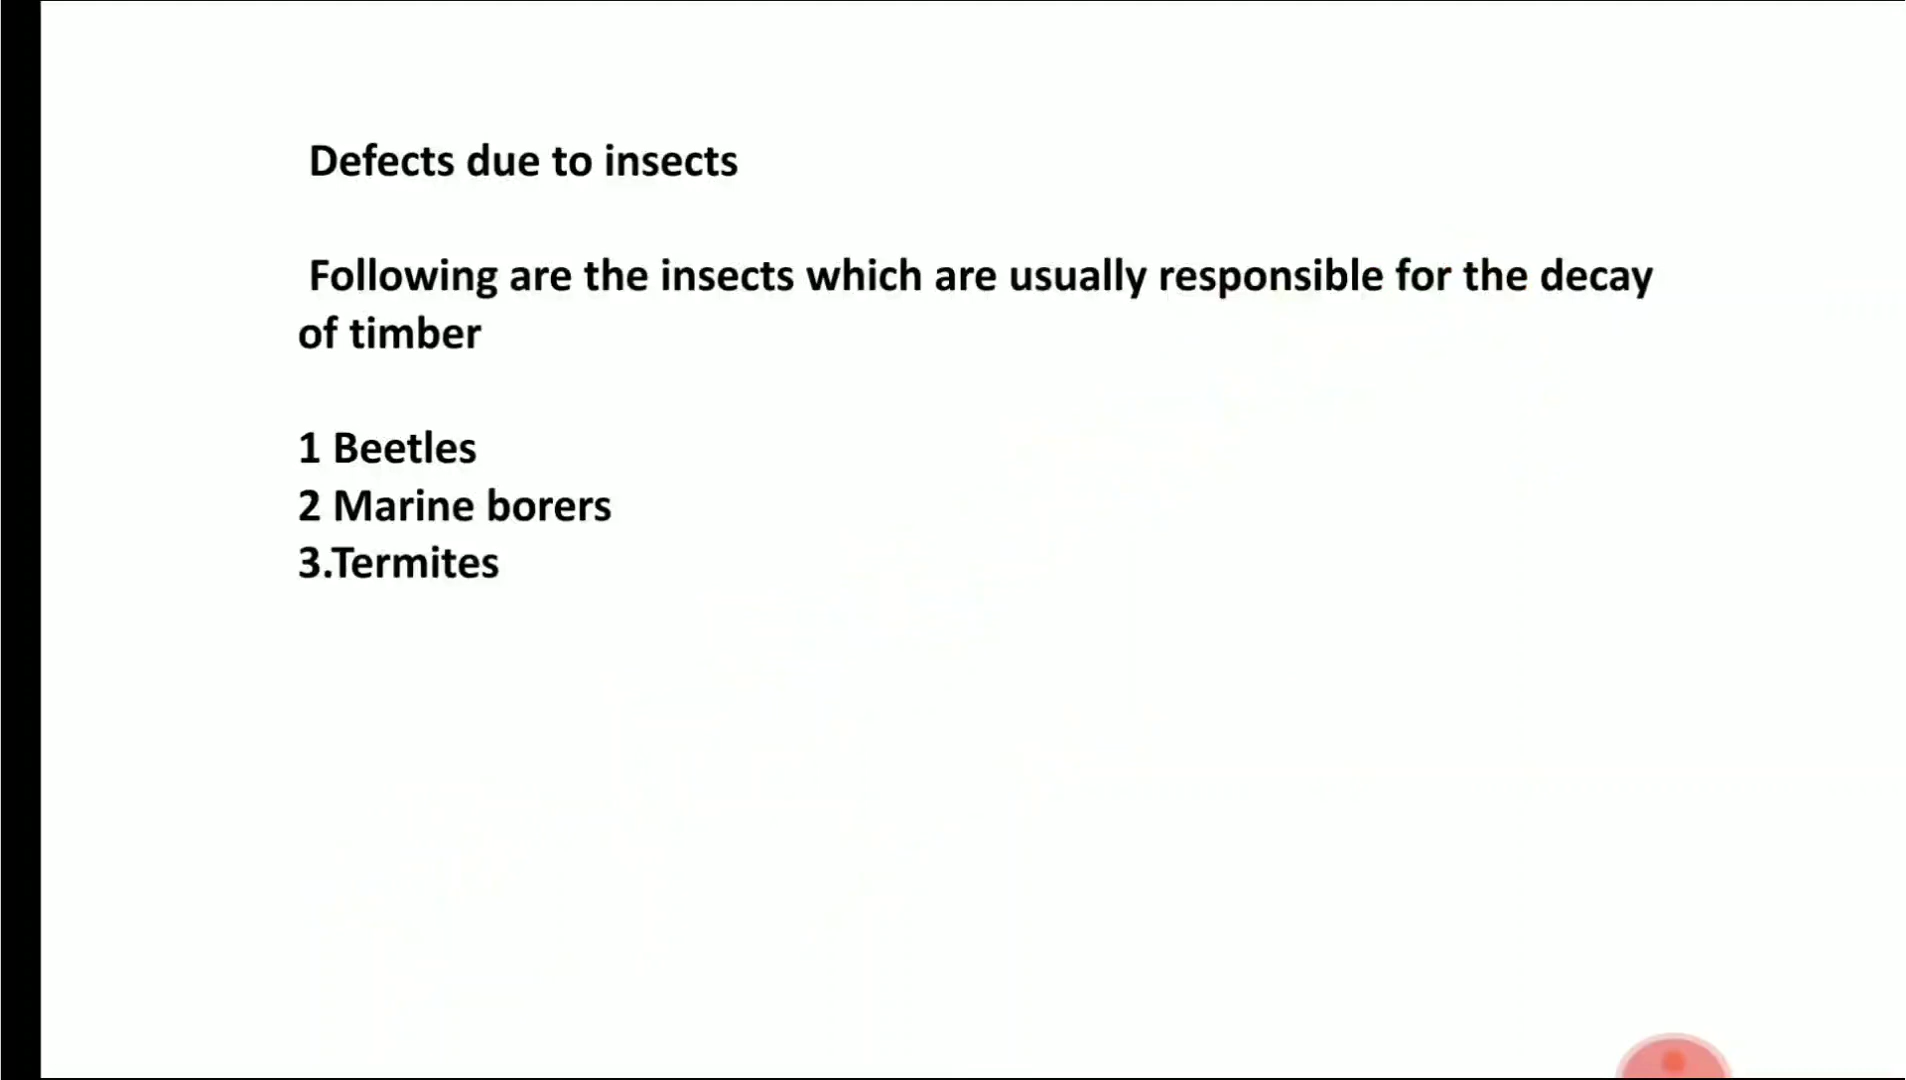 Defects due to insects
Following are the insects which are usually responsible for the decay
of timber
1 Beetles
2 Marine borers
3.Termites